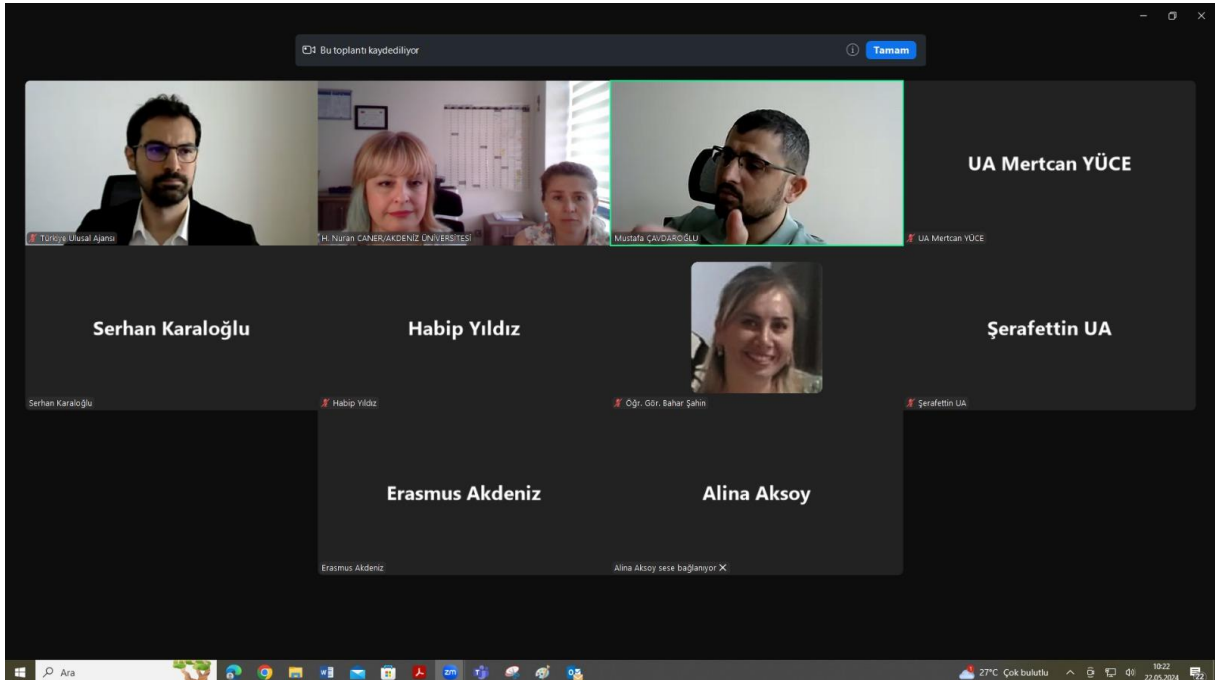 Bu toplantı kaydediliyor
Tamam
Türkiye Ulusal Ajansı
H. Nuran CANER/AKDENİZ ÜNİVERSİTESİ
Mustafa ÇAVDAROĞLU
UA Mertcan YÜCE
UA Mertcan YÜCE
Serhan Karaloğlu
Serhan Karaloğlu
Habip Yıldız
Habip Yıldız
Öğr. Gör. Bahar Şahin
Şerafettin UA
Şerafettin UA
Erasmus Akdeniz
Erasmus Akdeniz
Alina Aksoy
Alina Aksoy sese bağlanıyor
Ara
zm
27°C Çok bulutlu
10:22
22.05.2024
22